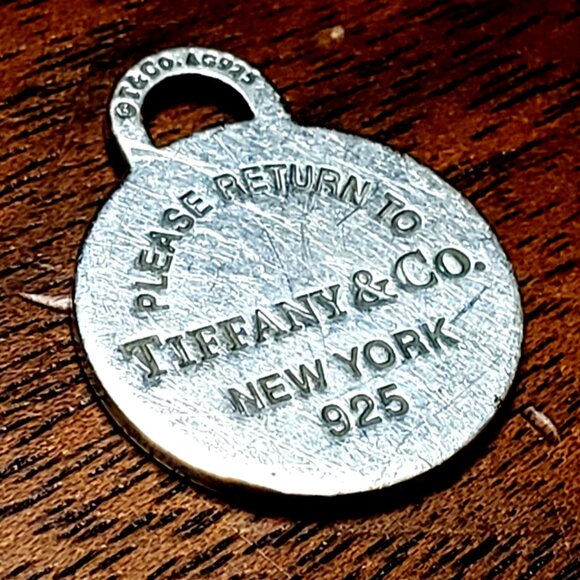 ©T&CO.AG925
PLEASE RETURN TO
TIFFANY & CO.
NEW YORK
925